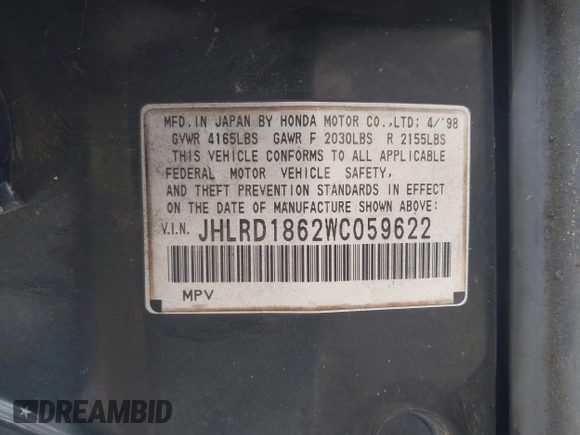 MFD. IN JAPAN BY HONDA MOTOR CO.,LTD; 4/'98
GVWR 4165LBS GAWR F 2030LBS R 2155LBS
THIS VEHICLE CONFORMS TO ALL APPLICABLE
FEDERAL MOTOR VEHICLE SAFETY,
AND THEFT PREVENTION STANDARDS IN EFFECT
ON THE DATE OF MANUFACTURE SHOWN ABOVE:
V.I.N. JHLRD1862WC059622
MPV
DREAMBID